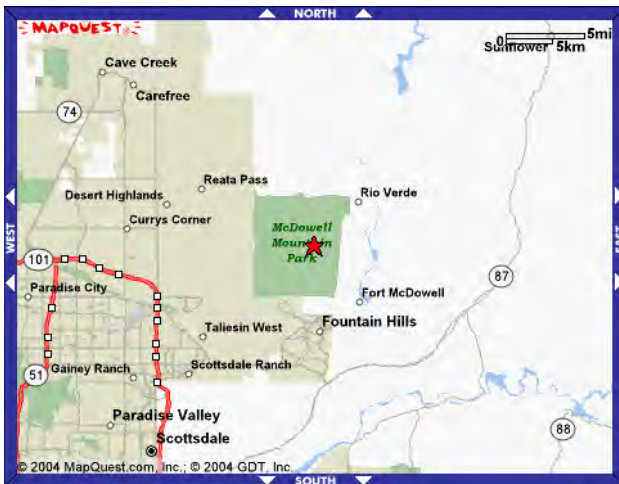 NORTH
MAPQUEST
5mi
0
Sunflower 5km
Cave Creek
Carefree
74
Reata Pass
Desert Highlands
Rio Verde
Currys Corner
McDowell
Mountain
Park
WEST
EAST
101
87
Paradise City
Fort McDowell
Fountain Hills
Taliesin West
51
Gainey Ranch
Scottsdale Ranch
Paradise Valley
88
Scottsdale
© 2004 MapQuest.com, Inc.; © 2004 GDT, Inc.
SOUTH